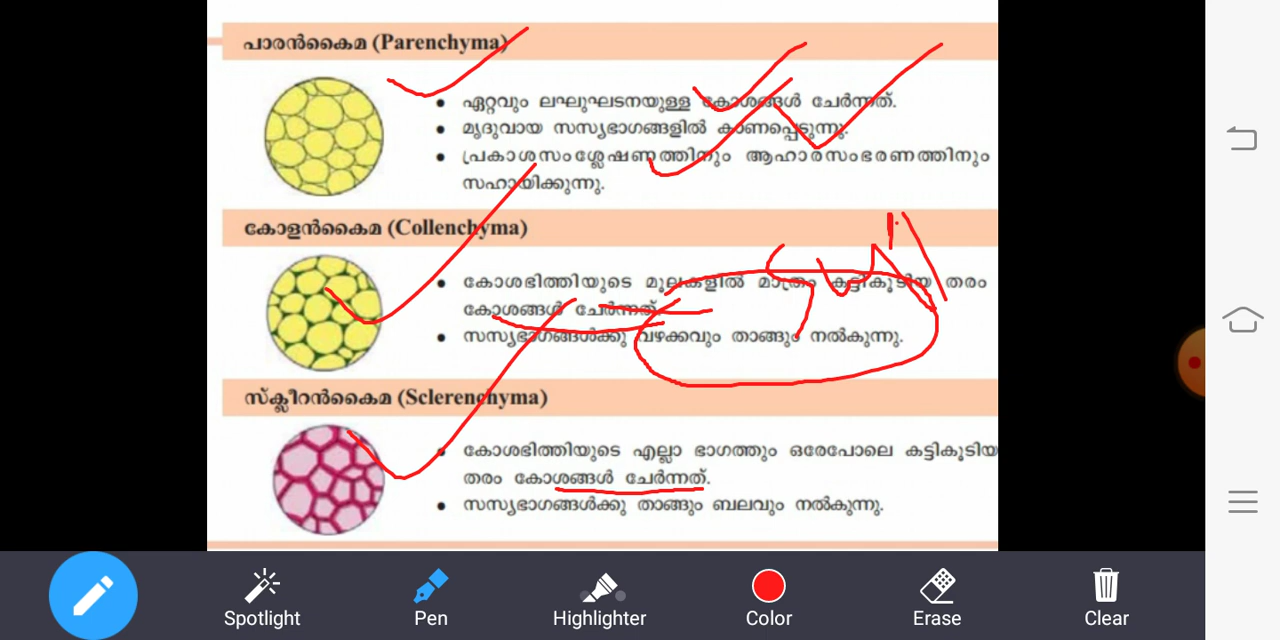 പാരൻകൈമ (Parenchyma)
• ഏറ്റവും ലഘുഘടനയുള്ള കോശങ്ങൾ ചേർന്നത്.
• മൃദുവായ സസ്യഭാഗങ്ങളിൽ കാണപ്പെടുന്നു.
• പ്രകാശസംശ്ലേഷണത്തിനും ആഹാരസംഭരണത്തിനും
സഹായിക്കുന്നു.
കോളൻകൈമ (Collenchyma)
• കോശഭിത്തിയുടെ മൂലകളിൽ മാത്രം കട്ടികൂടിയ തരം
കോശങ്ങൾ ചേർന്നത്.
• സസ്യഭാഗങ്ങൾക്കു വഴക്കവും താങ്ങും നൽകുന്നു.
സ്ക്ലീറൻകൈമ (Sclerenchyma)
• കോശഭിത്തിയുടെ എല്ലാ ഭാഗത്തും ഒരേപോലെ കട്ടികൂടിയ
തരം കോശങ്ങൾ ചേർന്നത്.
• സസ്യഭാഗങ്ങൾക്കു താങ്ങും ബലവും നൽകുന്നു.
Spotlight Pen Highlighter Color Erase Clear